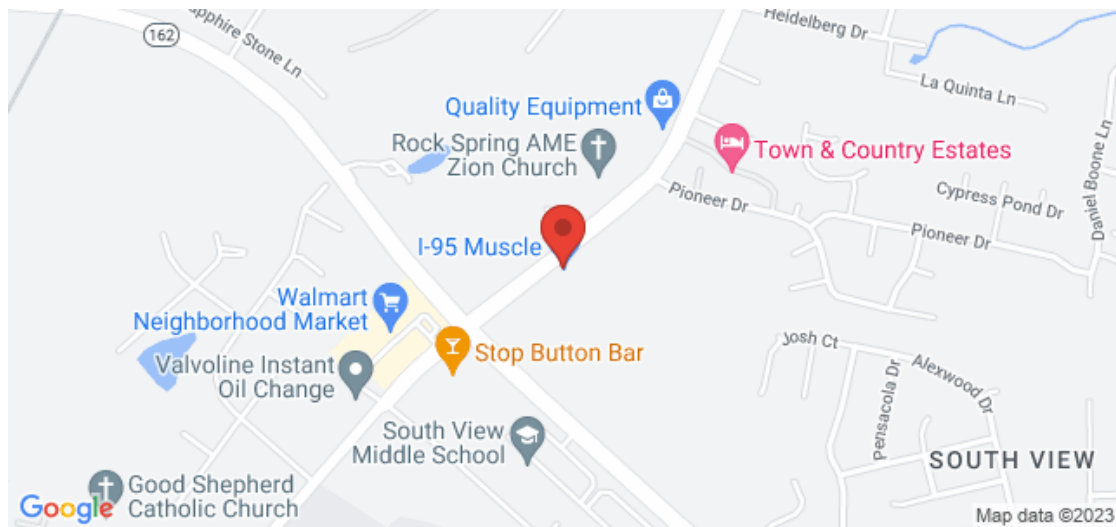 162
Sapphire Stone Ln
Heidelberg Dr
La Quinta Ln
Quality Equipment
Rock Spring AME
Zion Church
Town & Country Estates
Pioneer Dr
Cypress Pond Dr
Daniel Boone Ln
Pioneer Dr
I-95 Muscle
Walmart
Neighborhood Market
Valvoline Instant
Oil Change
Stop Button Bar
Josh Ct
Alexwood Dr
Pensacola Dr
South View
Middle School
SOUTH VIEW
Good Shepherd
Catholic Church
Google
Map data ©2023